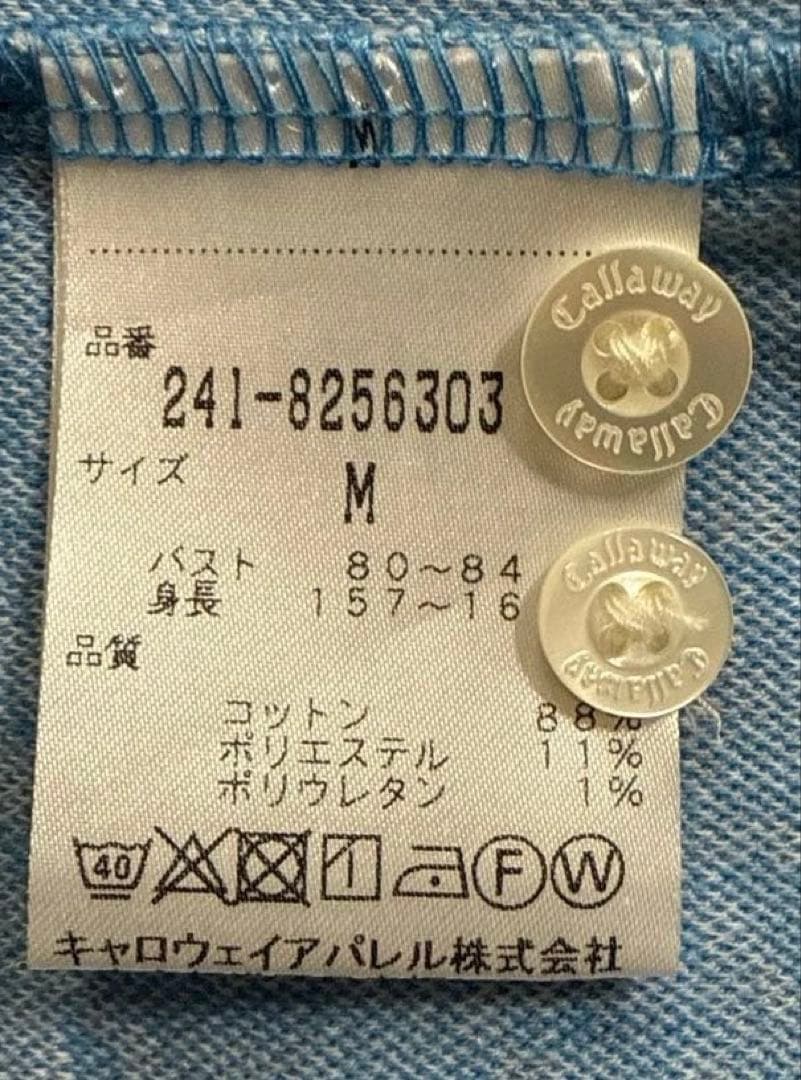 品番
241-8256303
サイズ
M
バスト 80〜84
身長 157〜16
品質
コットン 88%
ポリエステル 11%
ポリウレタン 1%
40 F W
キャロウェイアパレル株式会社
Callaway
Callaway
Callaway
Callaway